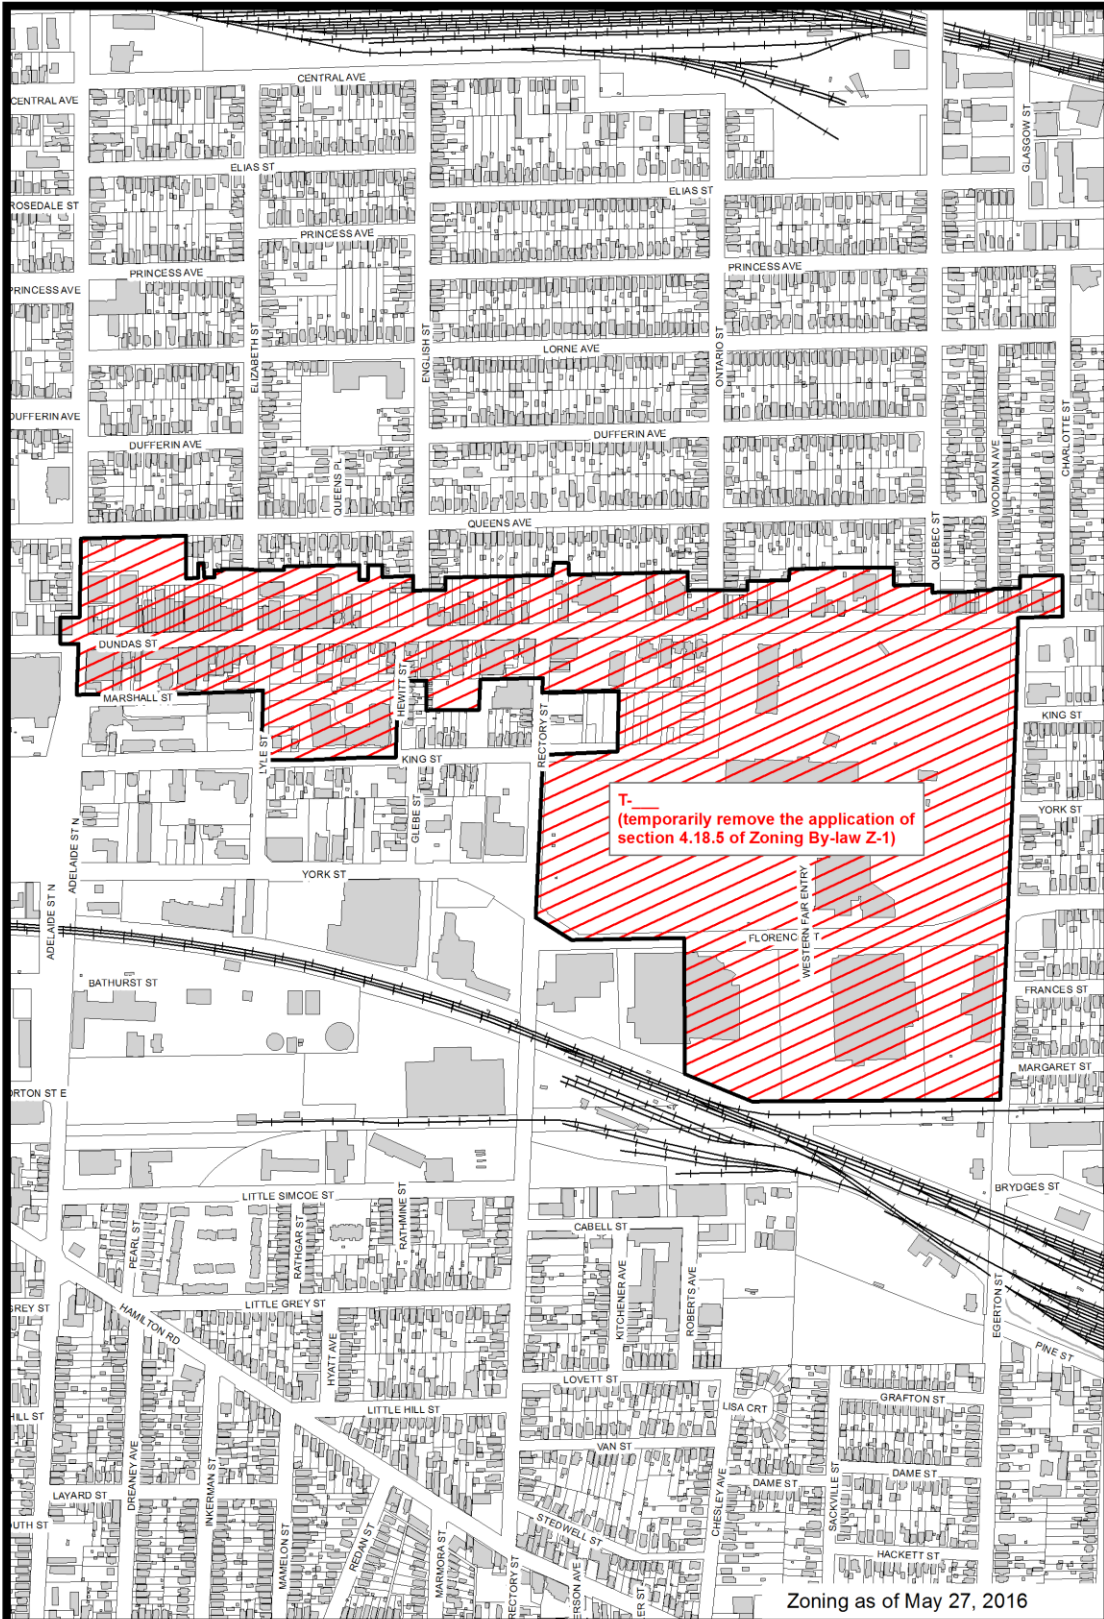 CENTRAL AVE
CENTRAL AVE
GLASGOW ST
ELIAS ST
ELIAS ST
ROSEDALE ST
PRINCESS AVE
PRINCESS AVE
PRINCESS AVE
PRINCESS AVE
ELIZABETH ST
ENGLISH ST
LORNE AVE
ONTARIO ST
DUFFERIN AVE
DUFFERIN AVE
DUFFERIN AVE
CHARLOTTE ST
WOODMAN AVE
QUEENS PL
QUEENS AVE
QUEBEC ST
DUNDAS ST
MARSHALL ST
HEWITT ST
RECTORY ST
LYLE ST
KING ST
KING ST
GLEBE ST
YORK ST
T-___
(temporarily remove the application of
section 4.18.5 of Zoning By-law Z-1)
ADELAIDE ST N
ADELAIDE ST N
YORK ST
WESTERN FAIR ENTRY
BATHURST ST
FRANCES ST
MARGARET ST
ORTON ST E
BRYDGES ST
LITTLE SIMCOE ST
RATHMINE ST
RATHGAR ST
PEARL ST
CABELL ST
KITCHENER AVE
ROBERTS AVE
EGERTON ST
GREY ST
LITTLE GREY ST
HAMILTON RD
HYATT AVE
PINE ST
LOVETT ST
GRAFTON ST
LISA CRT
LITTLE HILL ST
HILL ST
VAN ST
DAME ST
DAME ST
DREANEY AVE
INKERMAN ST
LAYARD ST
CHESLEY AVE
SACKVILLE ST
OUTH ST
MAMELON ST
REDAN ST
MARMORA ST
RECTORY ST
STEDWELL ST
ERSON AVE
ER ST
HACKETT ST
Zoning as of May 27, 2016